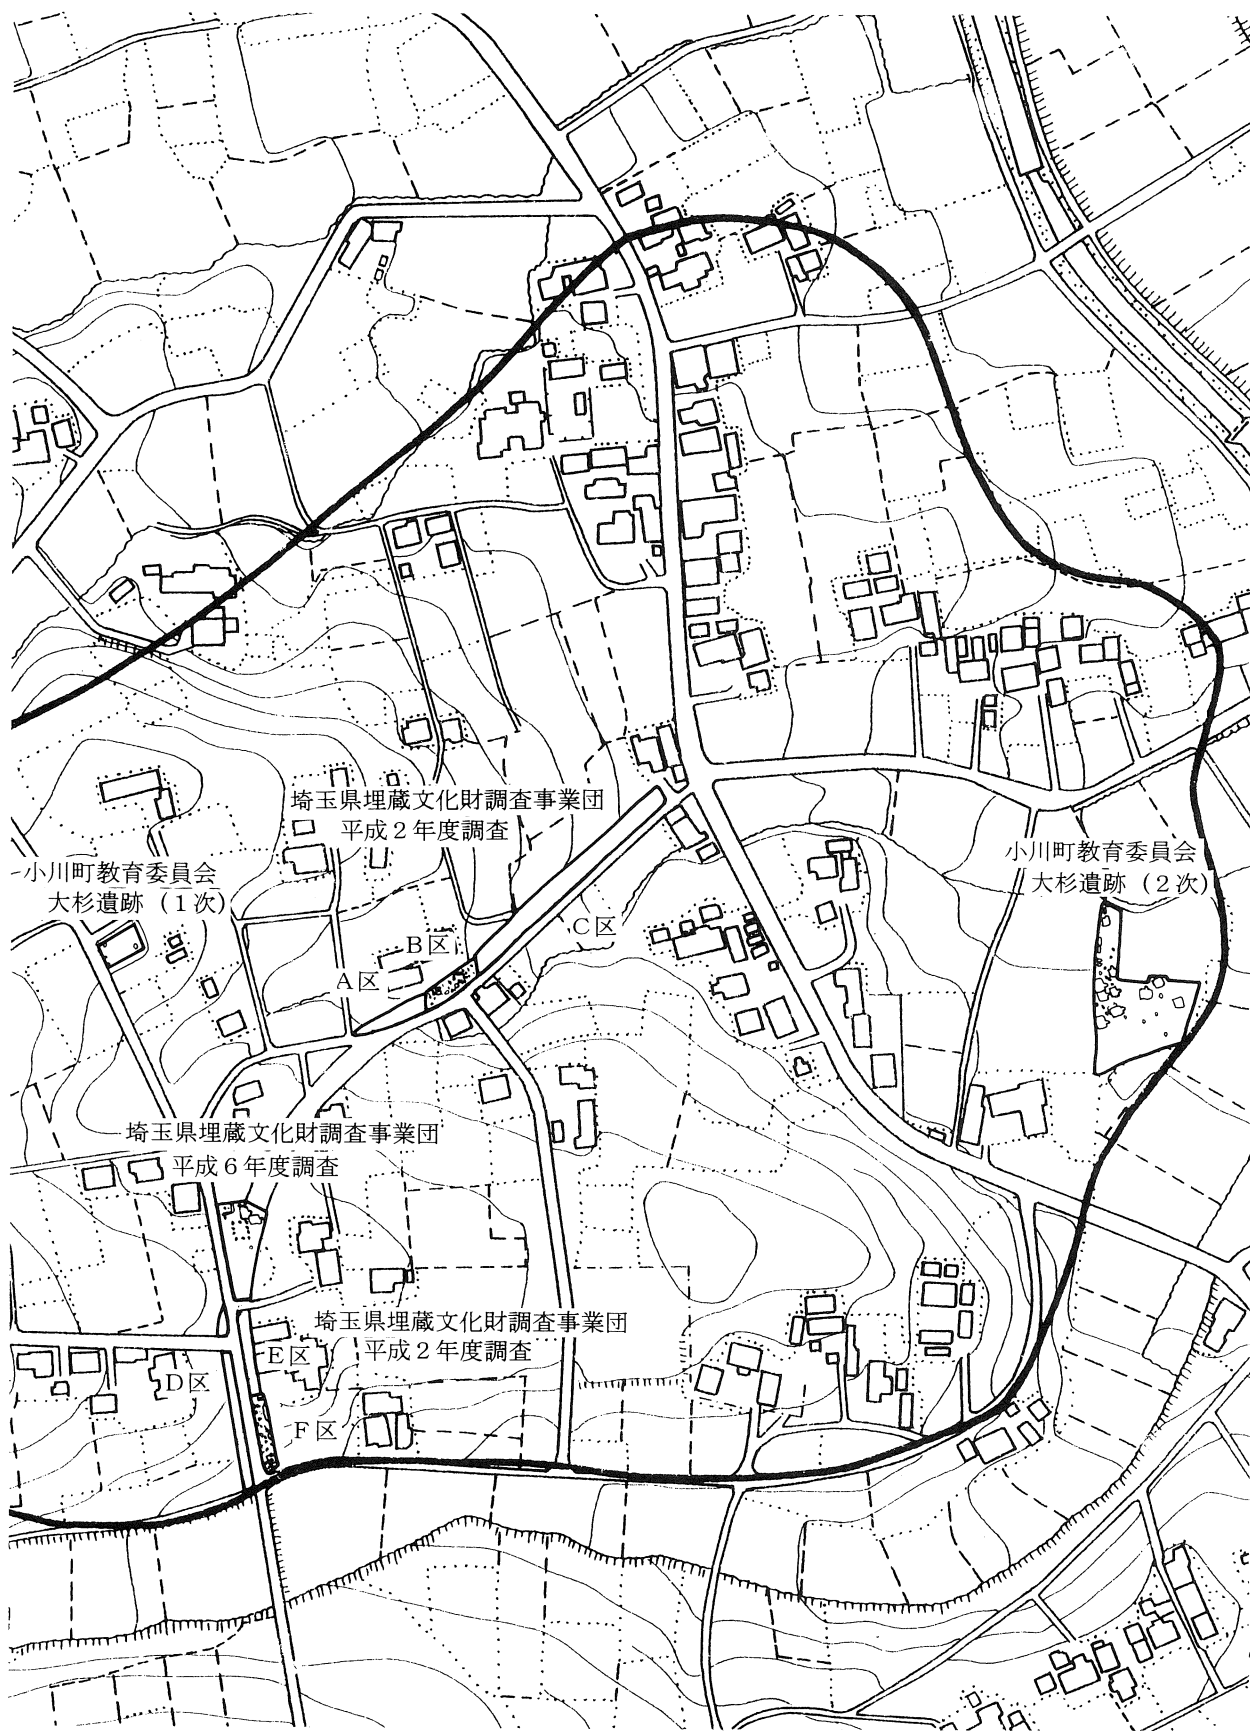 埼玉県埋蔵文化財調査事業団
平成２年度調査
小川町教育委員会
大杉遺跡（１次）
小川町教育委員会
大杉遺跡（２次）
C区
B区
A区
埼玉県埋蔵文化財調査事業団
平成６年度調査
埼玉県埋蔵文化財調査事業団
平成２年度調査
E区
D区
F区